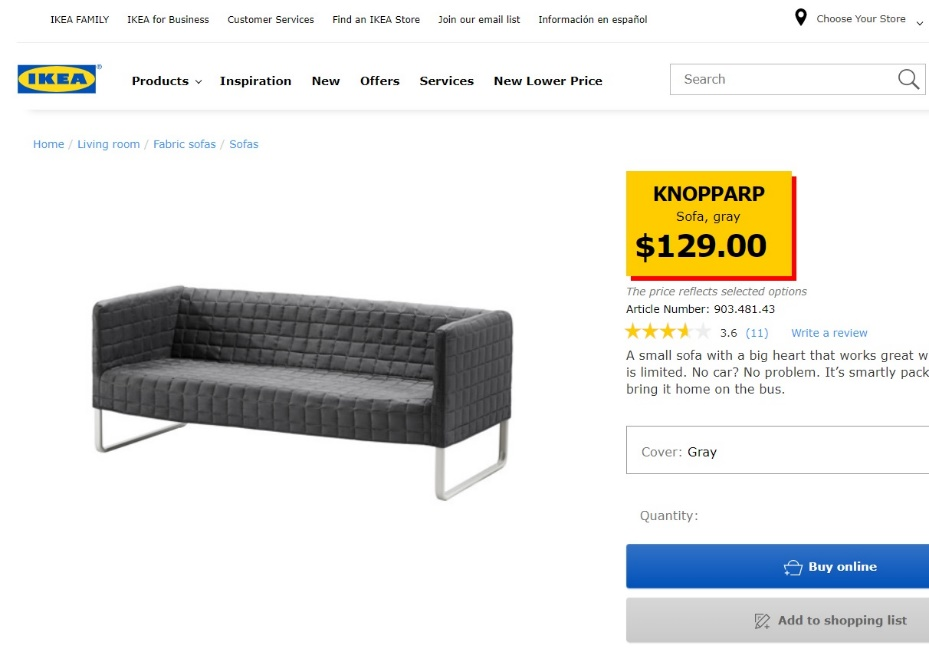 IKEA FAMILY IKEA for Business Customer Services Find an IKEA Store Join our email list Información en español Choose Your Store
IKEA® Products Inspiration New Offers Services New Lower Price Search
Home / Living room / Fabric sofas / Sofas
KNOPPARP
Sofa, gray
$129.00
The price reflects selected options
Article Number: 903.481.43
3.6 (11) Write a review
A small sofa with a big heart that works great w
is limited. No car? No problem. It’s smartly pack
bring it home on the bus.
Cover: Gray
Quantity:
Buy online
Add to shopping list